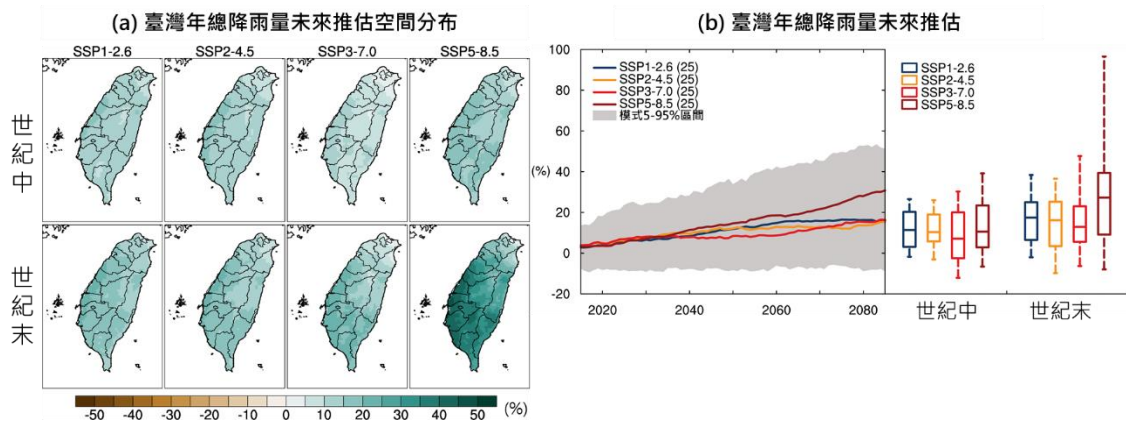 (a) 臺灣年總降雨量未來推估空間分布
SSP1-2.6 SSP2-4.5 SSP3-7.0 SSP5-8.5
世紀中
世紀末
-50 -40 -30 -20 -10 0 10 20 30 40 50 (%)
(b) 臺灣年總降雨量未來推估
100
80
60
40
(%)
20
0
-20
SSP1-2.6 (25)
SSP2-4.5 (25)
SSP3-7.0 (25)
SSP5-8.5 (25)
模式5-95%區間
2020 2040 2060 2080
SSP1-2.6
SSP2-4.5
SSP3-7.0
SSP5-8.5
世紀中 世紀末